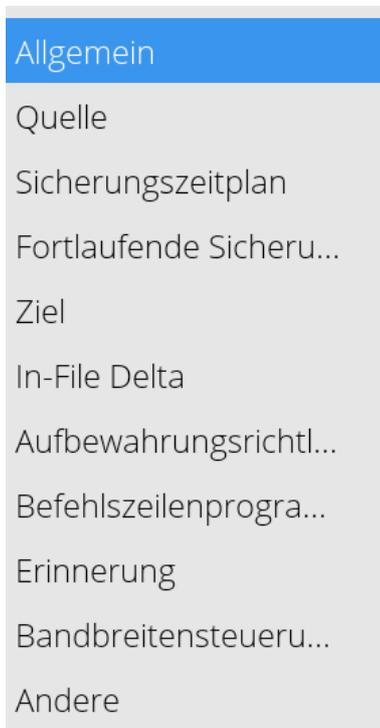 Allgemein
Quelle
Sicherungszeitplan
Fortlaufende Sicheru...
Ziel
In-File Delta
Aufbewahrungsrichtl...
Befehlszeilenprogra...
Erinnerung
Bandbreitensteueru...
Andere